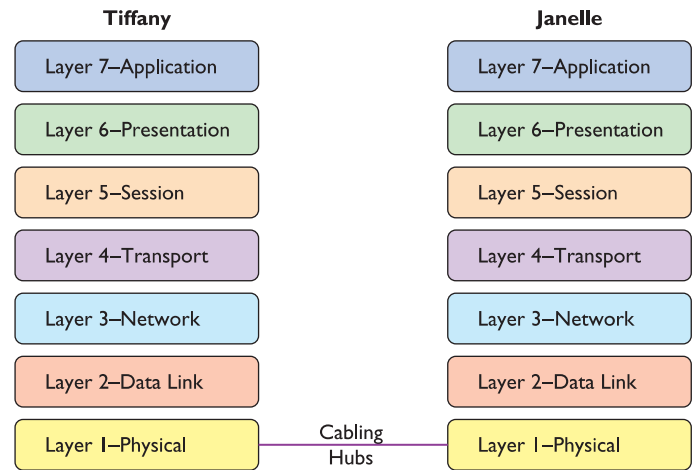 Tiffany
Janelle
Layer 7–Application
Layer 7–Application
Layer 6–Presentation
Layer 6–Presentation
Layer 5–Session
Layer 5–Session
Layer 4–Transport
Layer 4–Transport
Layer 3–Network
Layer 3–Network
Layer 2–Data Link
Layer 2–Data Link
Layer 1–Physical
Cabling
Hubs
Layer 1–Physical